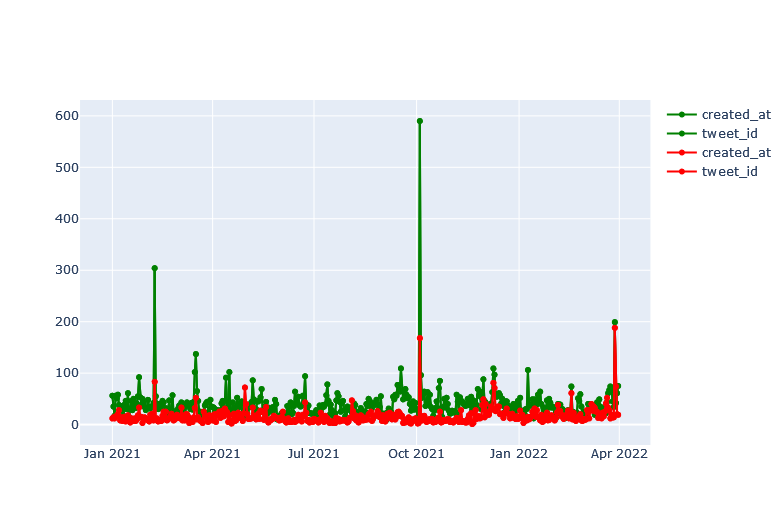 created_at
tweet_id
created_at
tweet_id
600
500
400
300
200
100
0
Jan 2021
Apr 2021
Jul 2021
Oct 2021
Jan 2022
Apr 2022